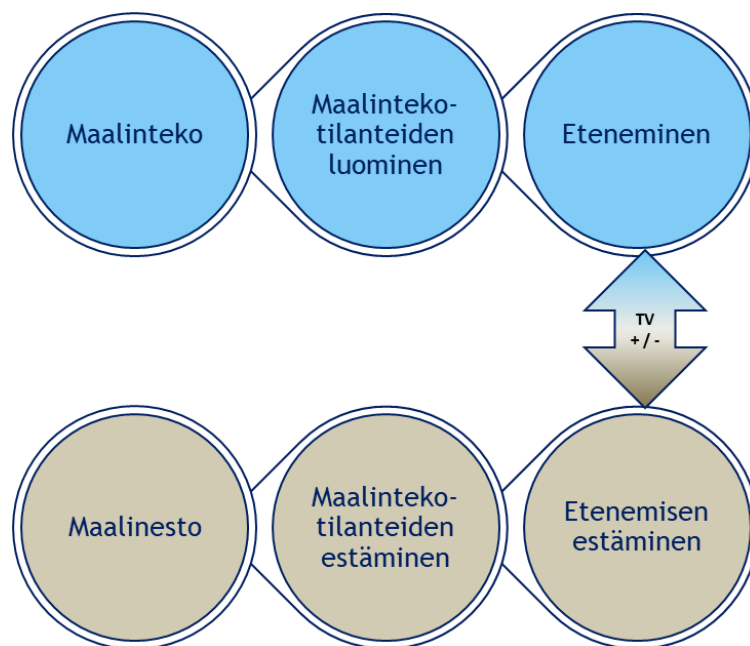 Maalinteko
Maalinteko-
tilanteiden
luominen
Eteneminen
TV
+ / -
Maalinesto
Maalinteko-
tilanteiden
estäminen
Etenemisen
estäminen